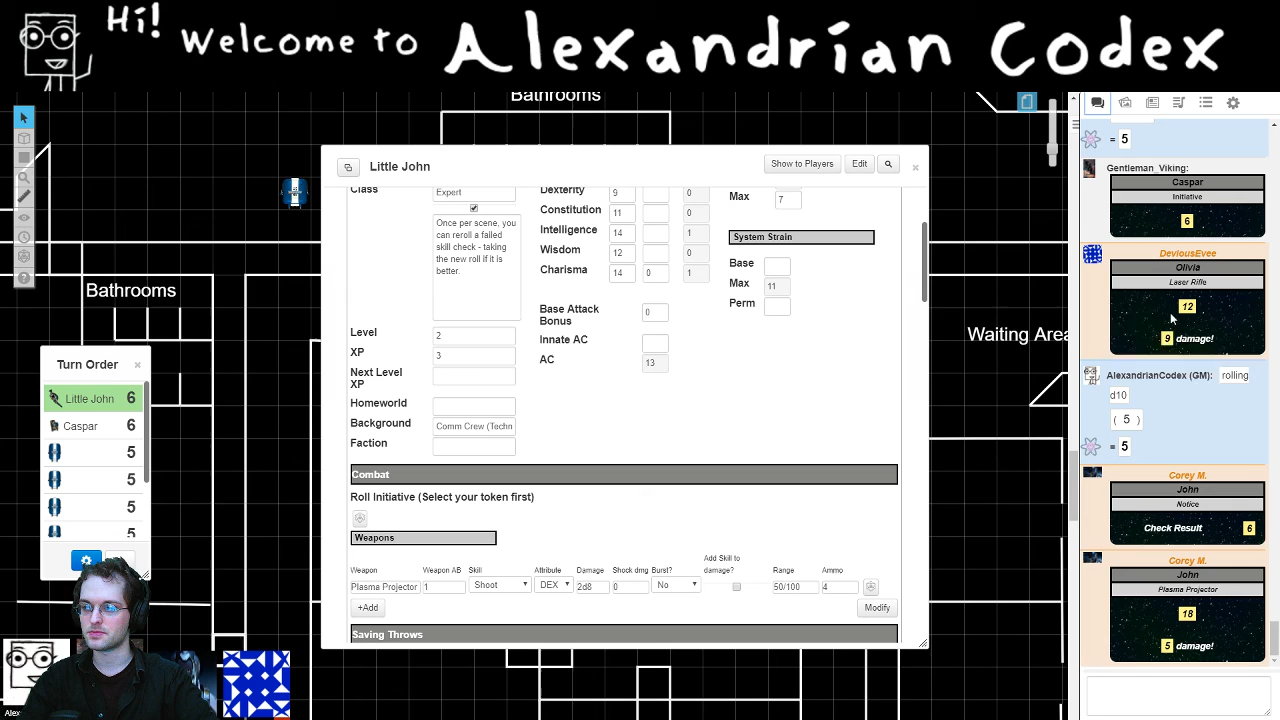 Hi! Welcome to Alexandrian Codex
Bathrooms
Bathrooms
Waiting Area
Turn Order
Little John 6
Caspar 6
5
5
5
5
Little John
Show to Players
Edit
Class
Expert
Once per scene, you
can reroll a failed
skill check - taking
the new roll if it is
better.
Level
2
XP
3
Next Level
XP
Homeworld
Background
Comm Crew (Techn
Faction
Dexterity 9 0
Constitution 11 0
Intelligence 14 1
Wisdom 12 0
Charisma 14 0 1
Base Attack
Bonus
0
Innate AC
AC
13
Max
7
System Strain
Base
Max
11
Perm
Combat
Roll Initiative (Select your token first)
Weapons
Weapon Weapon AB Skill Attribute Damage Shock dmg Burst? Add Skill to
damage? Range Ammo
Plasma Projector 1 Shoot DEX 2d8 0 No 50/100 4
+Add
Modify
Saving Throws
= 5
Gentleman_Viking:
Caspar
Initiative
6
DeviousEvee
Olivia
Laser Rifle
12
9 damage!
AlexandrianCodex (GM): rolling
d10
( 5 )
= 5
Corey M.
John
Notice
Check Result 6
Corey M.
John
Plasma Projector
18
5 damage!